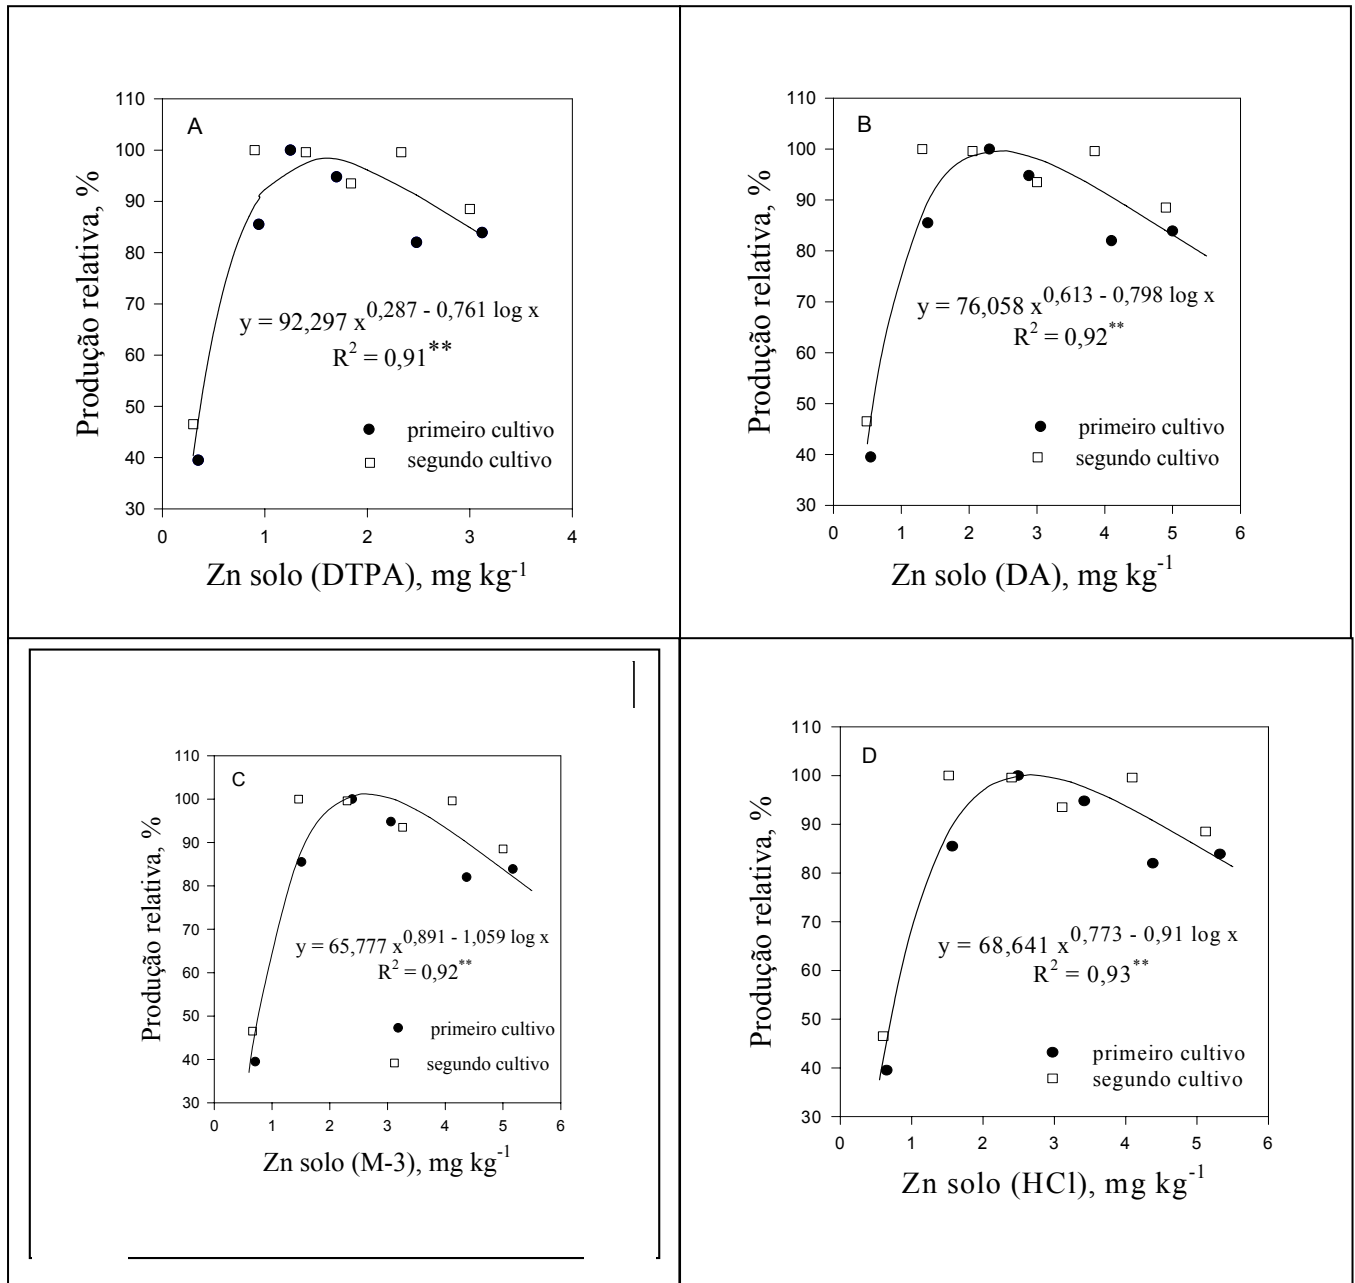 110
100
90
80
70
60
50
40
30
Produção relativa, %
A
y = 92,297 x^0,287 - 0,761 log x
R² = 0,91**
primeiro cultivo
segundo cultivo
0 1 2 3 4
Zn solo (DTPA), mg kg⁻¹
110
100
90
80
70
60
50
40
30
Produção relativa, %
B
y = 76,058 x^0,613 - 0,798 log x
R² = 0,92**
primeiro cultivo
segundo cultivo
0 1 2 3 4 5 6
Zn solo (DA), mg kg⁻¹
110
100
90
80
70
60
50
40
30
Produção relativa, %
C
y = 65,777 x^0,891 - 1,059 log x
R² = 0,92**
primeiro cultivo
segundo cultivo
0 1 2 3 4 5 6
Zn solo (M-3), mg kg⁻¹
110
100
90
80
70
60
50
40
30
Produção relativa, %
D
y = 68,641 x^0,773 - 0,91 log x
R² = 0,93**
primeiro cultivo
segundo cultivo
0 1 2 3 4 5 6
Zn solo (HCl), mg kg⁻¹